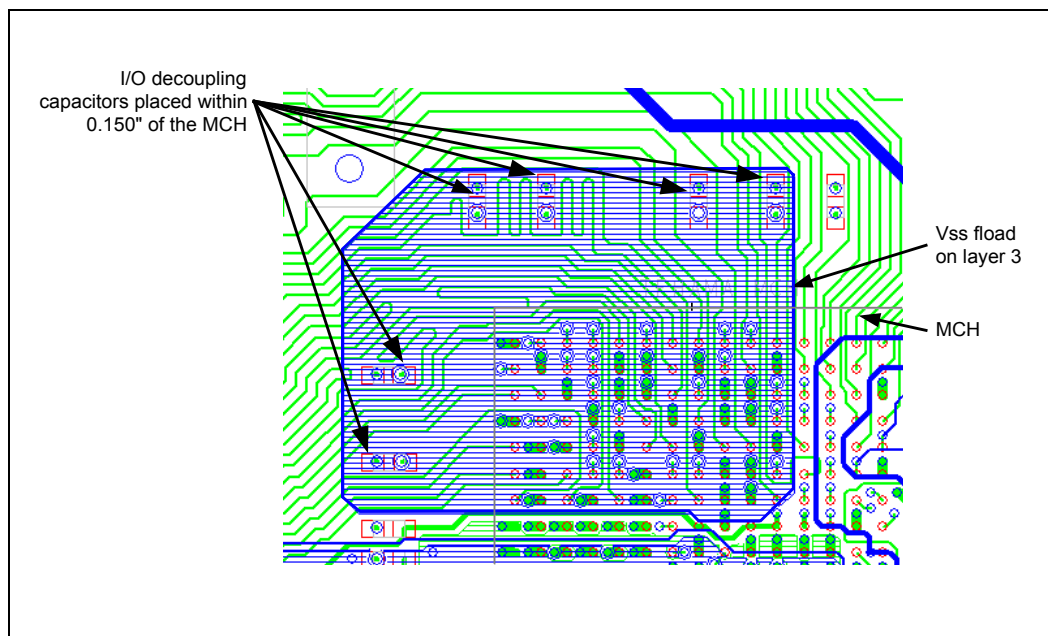 I/O decoupling
capacitors placed within
0.150" of the MCH
Vss fload
on layer 3
MCH